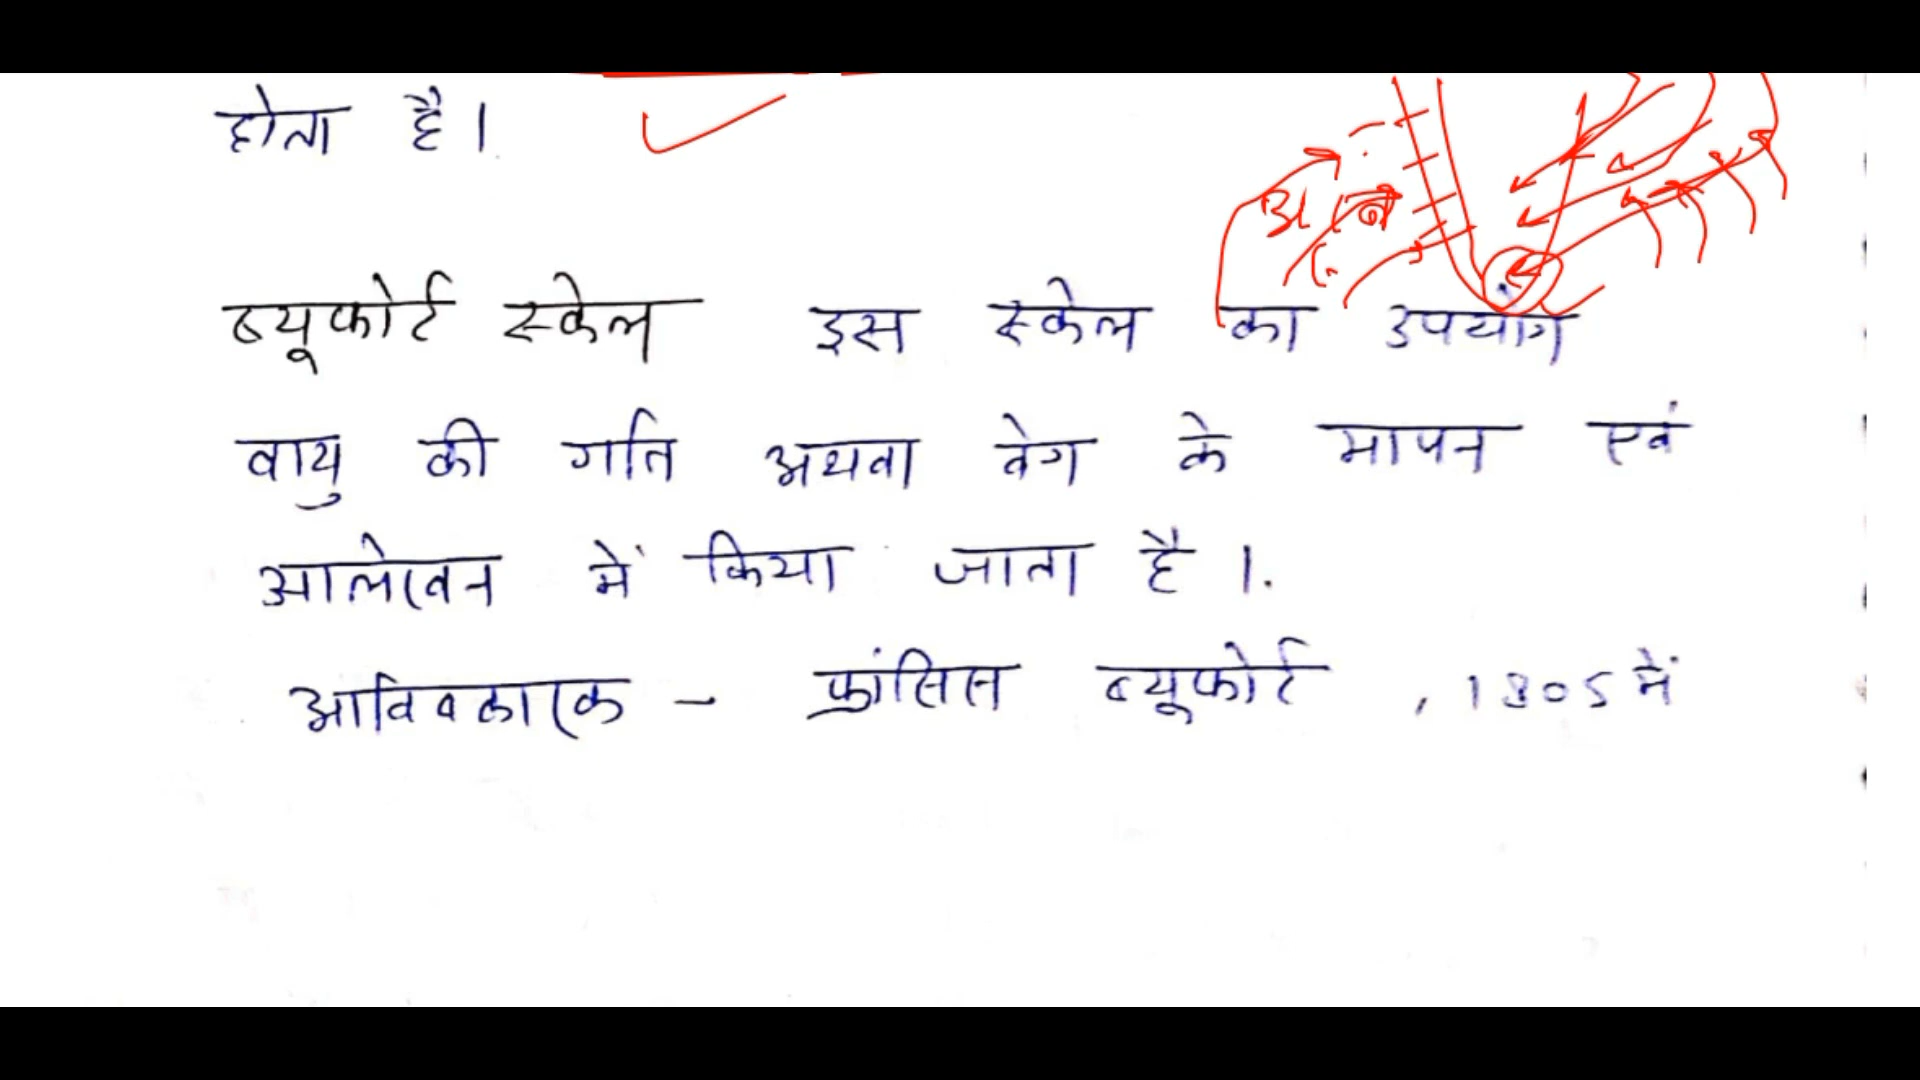 होता है।
ब्यूफोर्ट स्केल इस स्केल का उपयोग
वायु की गति अथवा वेग के मापन एवं
आलेखन में किया जाता है।
आविष्कारक - फ्रांसिस ब्यूफोर्ट , 1805 में